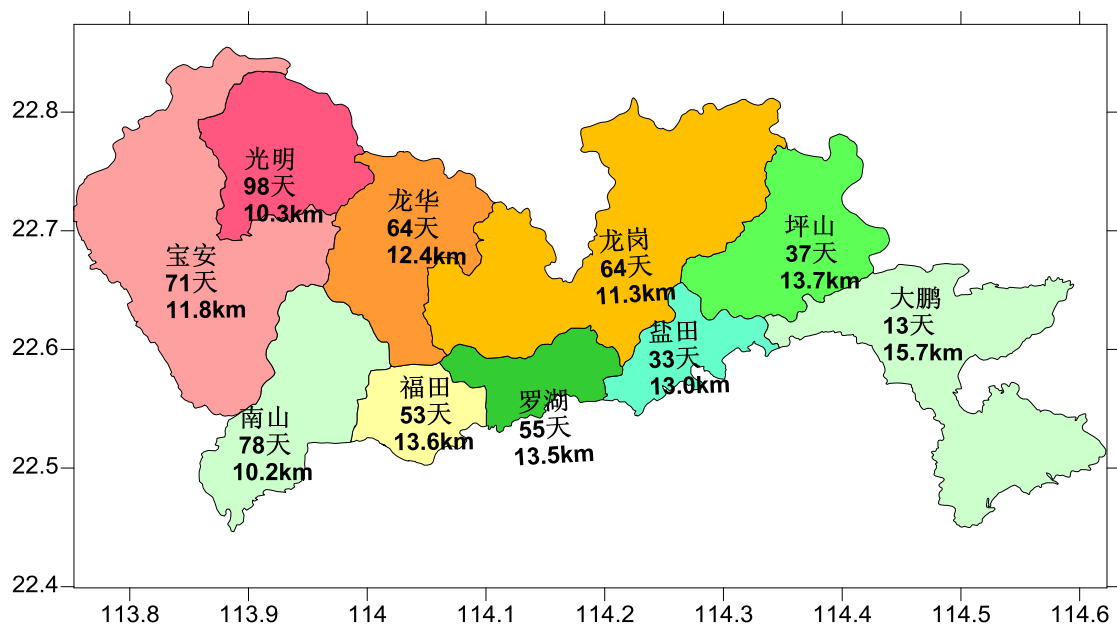 22.8
22.7
22.6
22.5
22.4
光明
98天
10.3km
龙华
64天
12.4km
宝安
71天
11.8km
龙岗
64天
11.3km
坪山
37天
13.7km
大鹏
13天
15.7km
盐田
33天
13.0km
福田
53天
13.6km
罗湖
55天
13.5km
南山
78天
10.2km
113.8
113.9
114
114.1
114.2
114.3
114.4
114.5
114.6